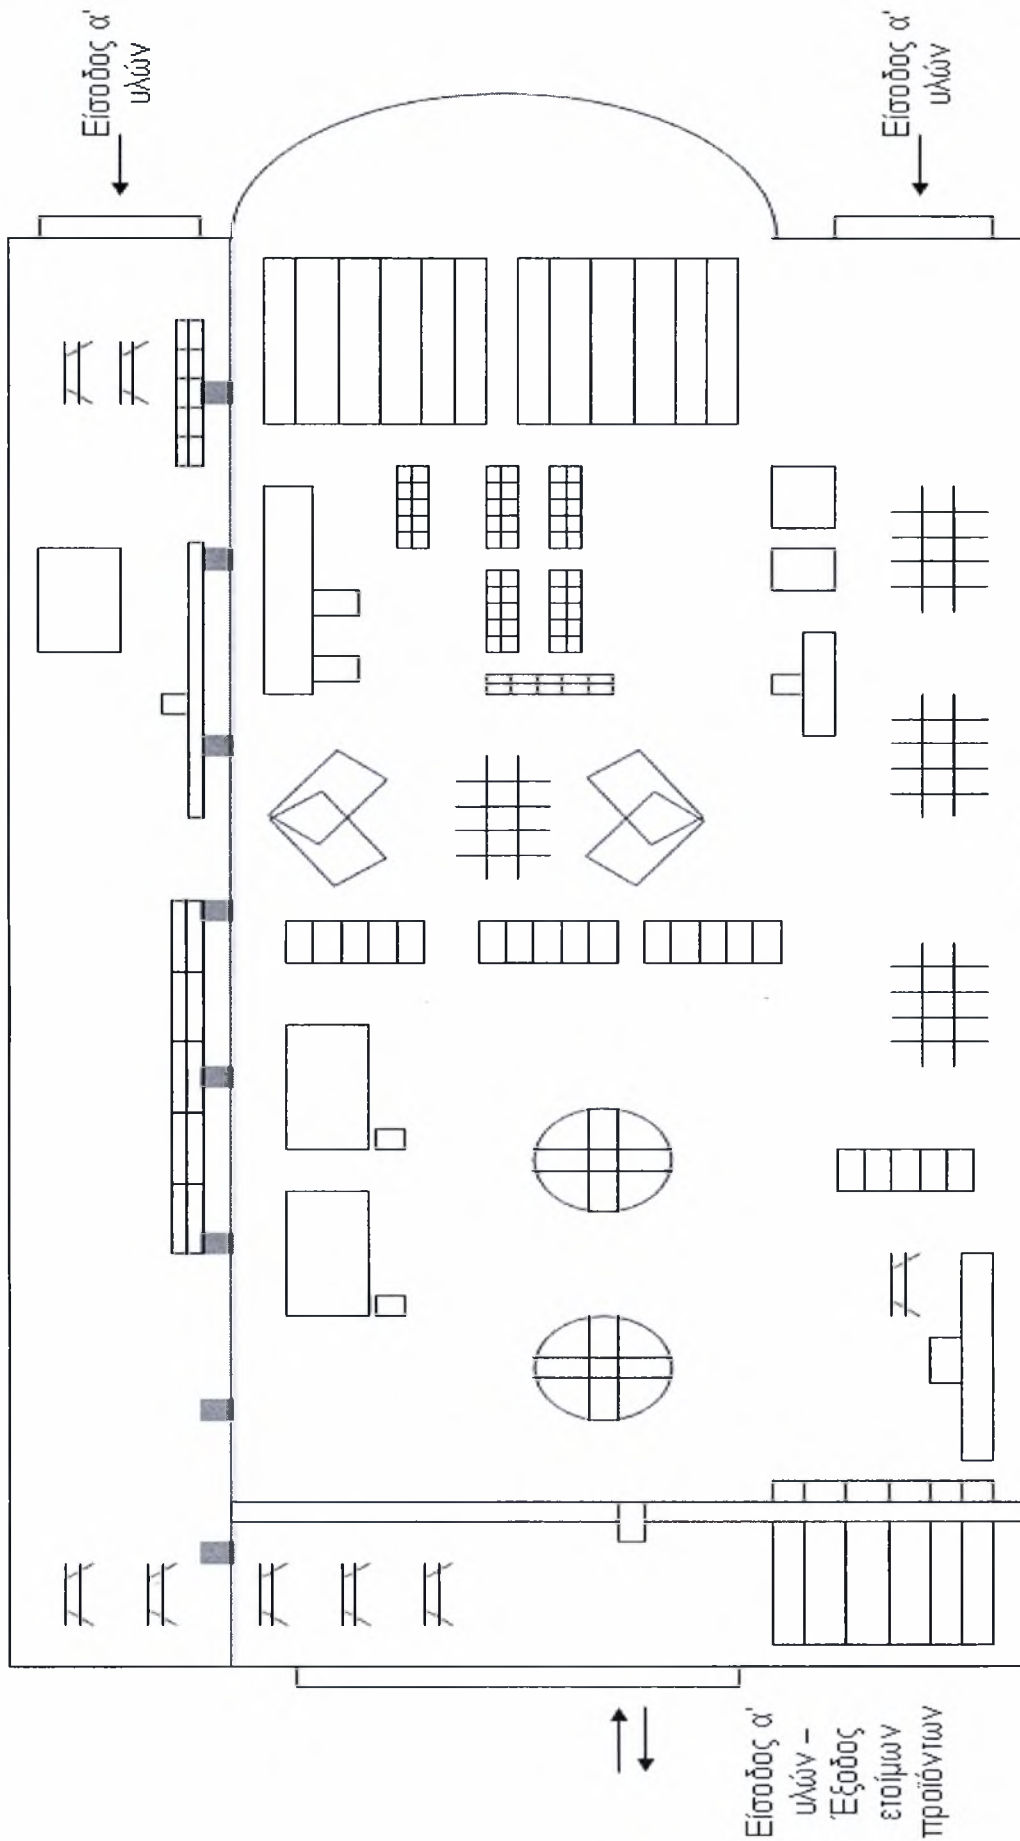 Είσοδος α'
υλών
Είσοδος α'
υλών
Είσοδος α'
υλών –
Έξοδος
ετοίμων
προϊόντων